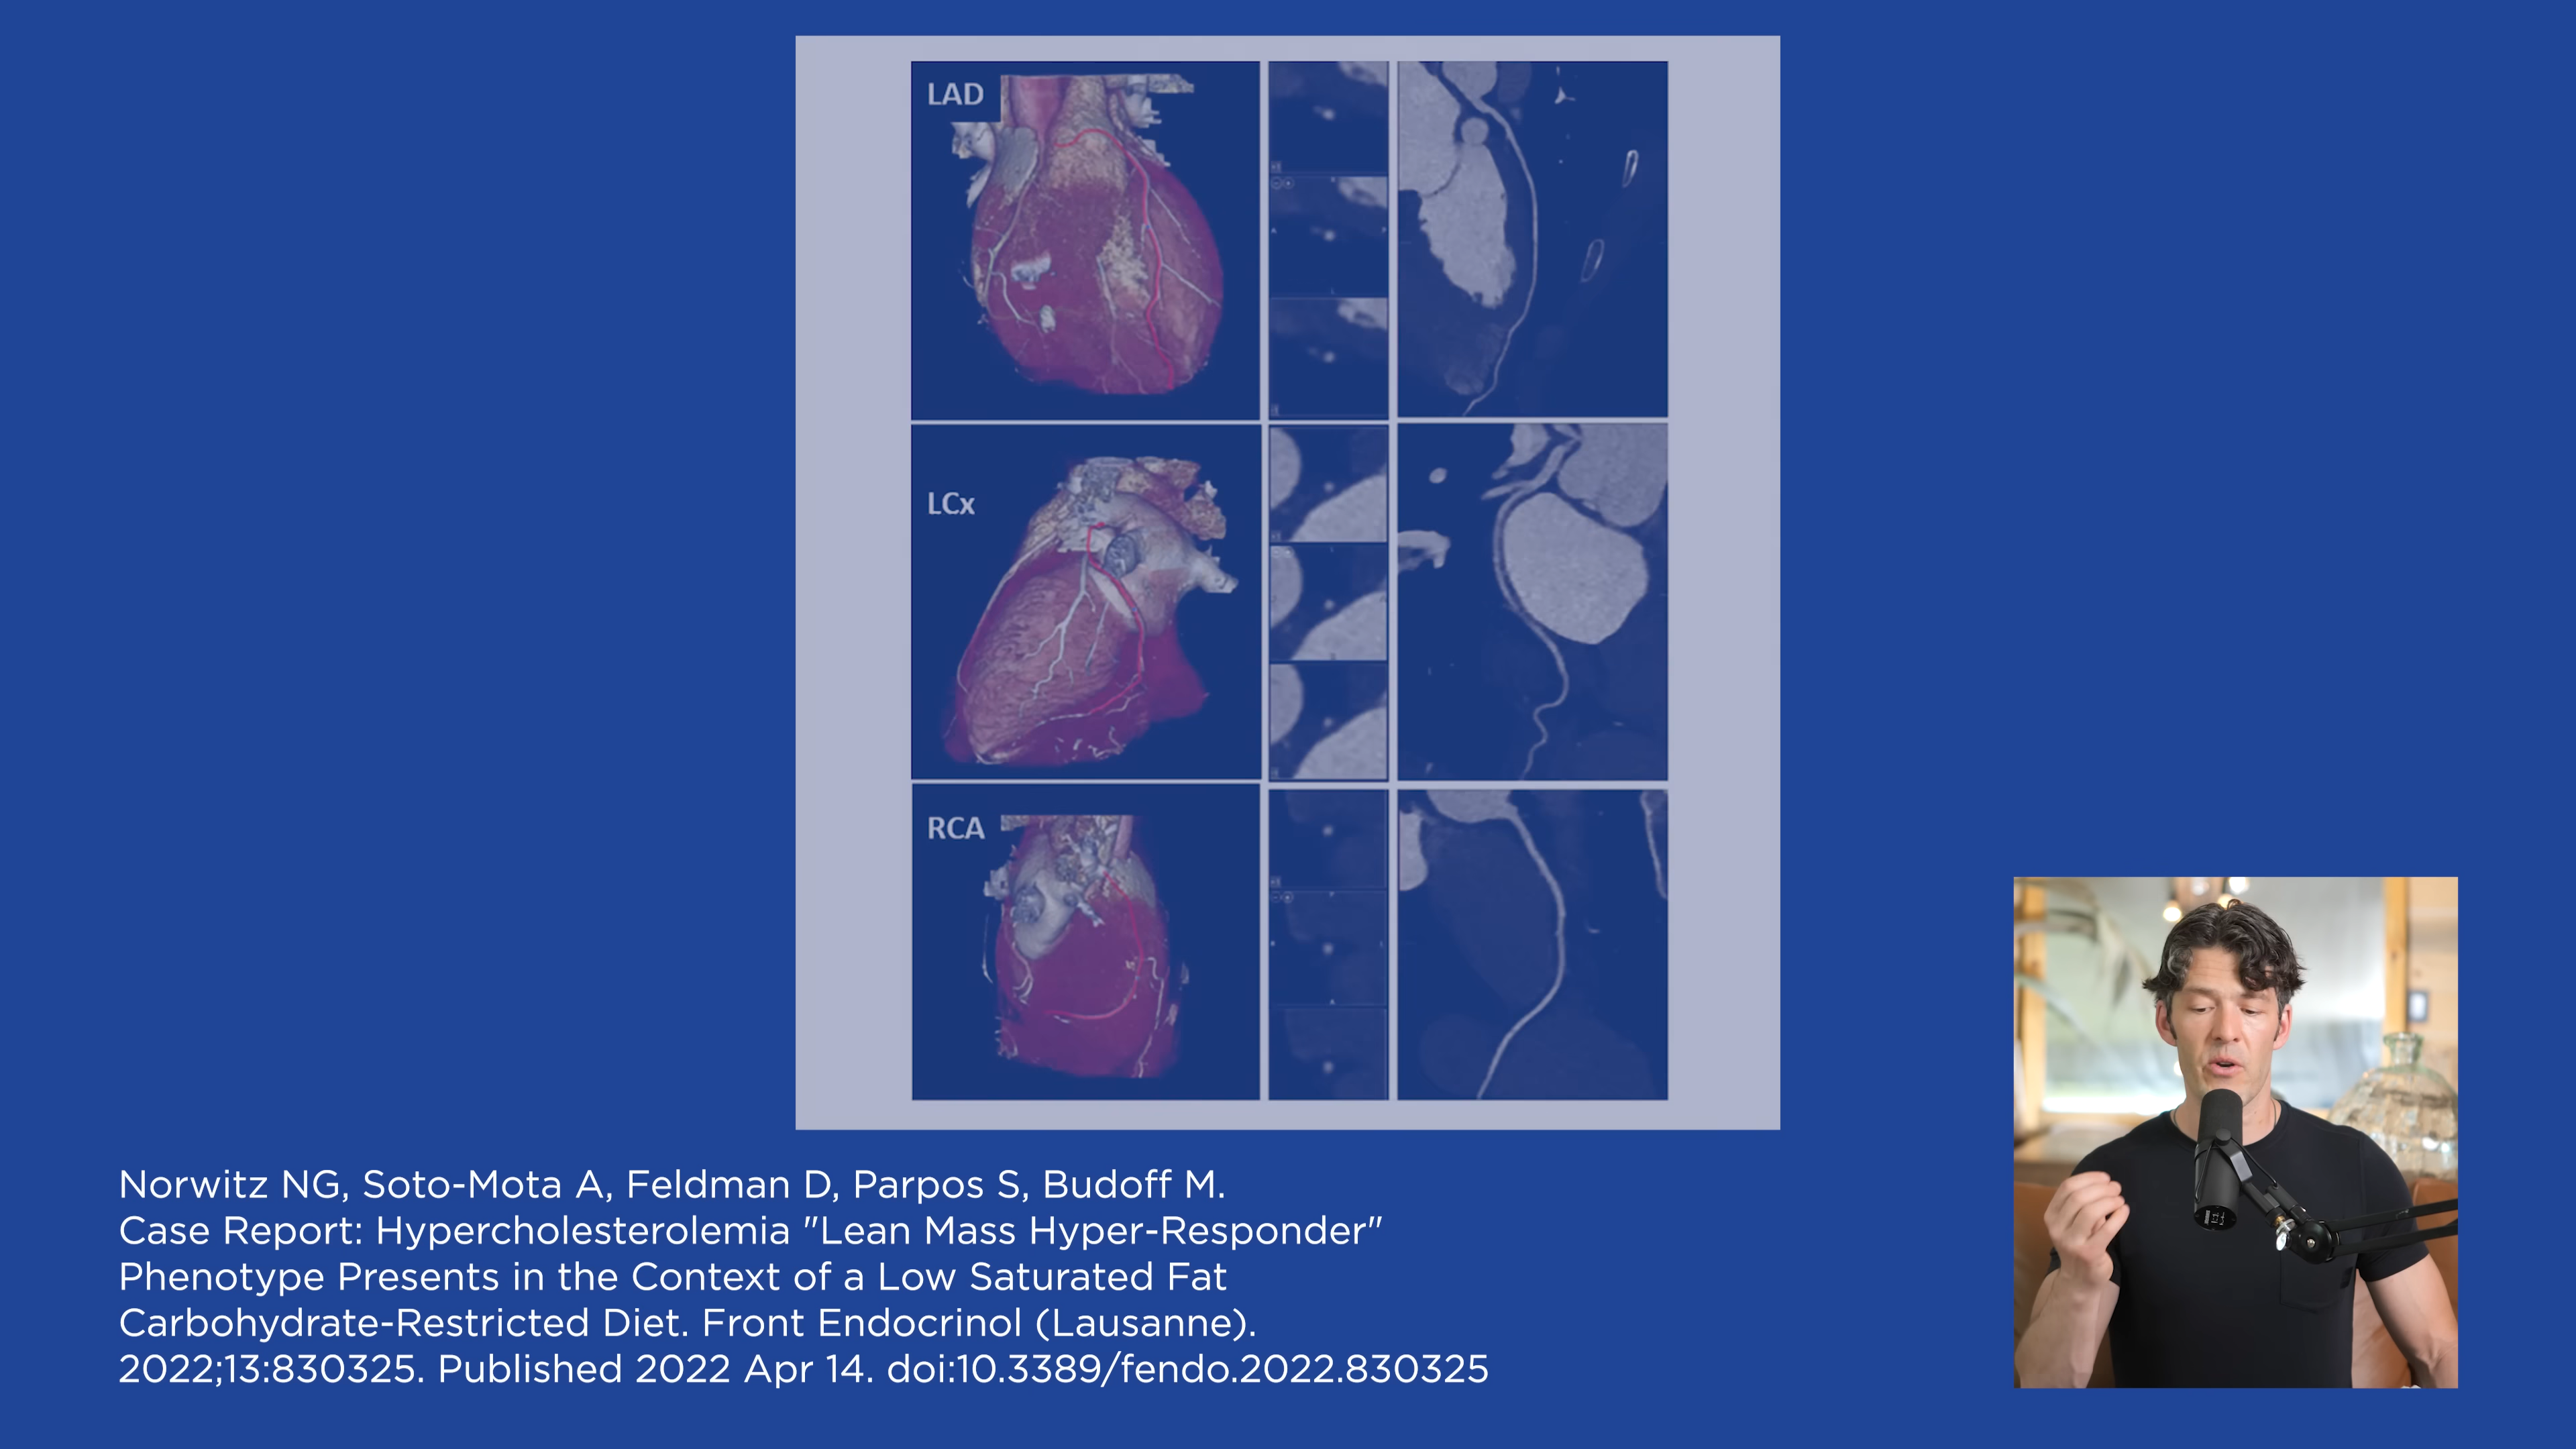 LAD
LCx
RCA
Norwitz NG, Soto-Mota A, Feldman D, Parpos S, Budoff M.
Case Report: Hypercholesterolemia "Lean Mass Hyper-Responder"
Phenotype Presents in the Context of a Low Saturated Fat
Carbohydrate-Restricted Diet. Front Endocrinol (Lausanne).
2022;13:830325. Published 2022 Apr 14. doi:10.3389/fendo.2022.830325